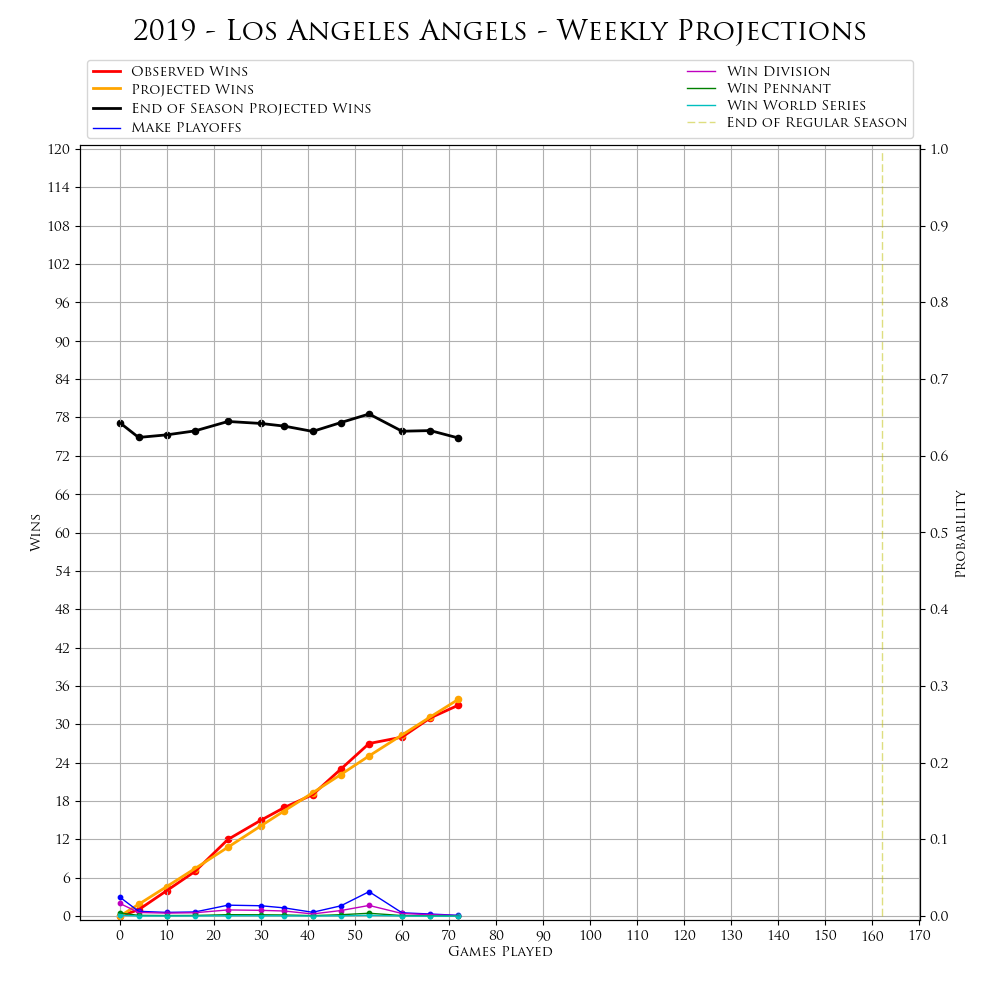 2019 - Los Angeles Angels - Weekly Projections
Observed Wins
Projected Wins
End of Season Projected Wins
Make Playoffs
Win Division
Win Pennant
Win World Series
End of Regular Season
120
114
108
102
96
90
84
78
72
66
60
54
48
42
36
30
24
18
12
6
0
Wins
1.0
0.9
0.8
0.7
0.6
0.5
0.4
0.3
0.2
0.1
0.0
Probability
0 10 20 30 40 50 60 70 80 90 100 110 120 130 140 150 160 170
Games Played